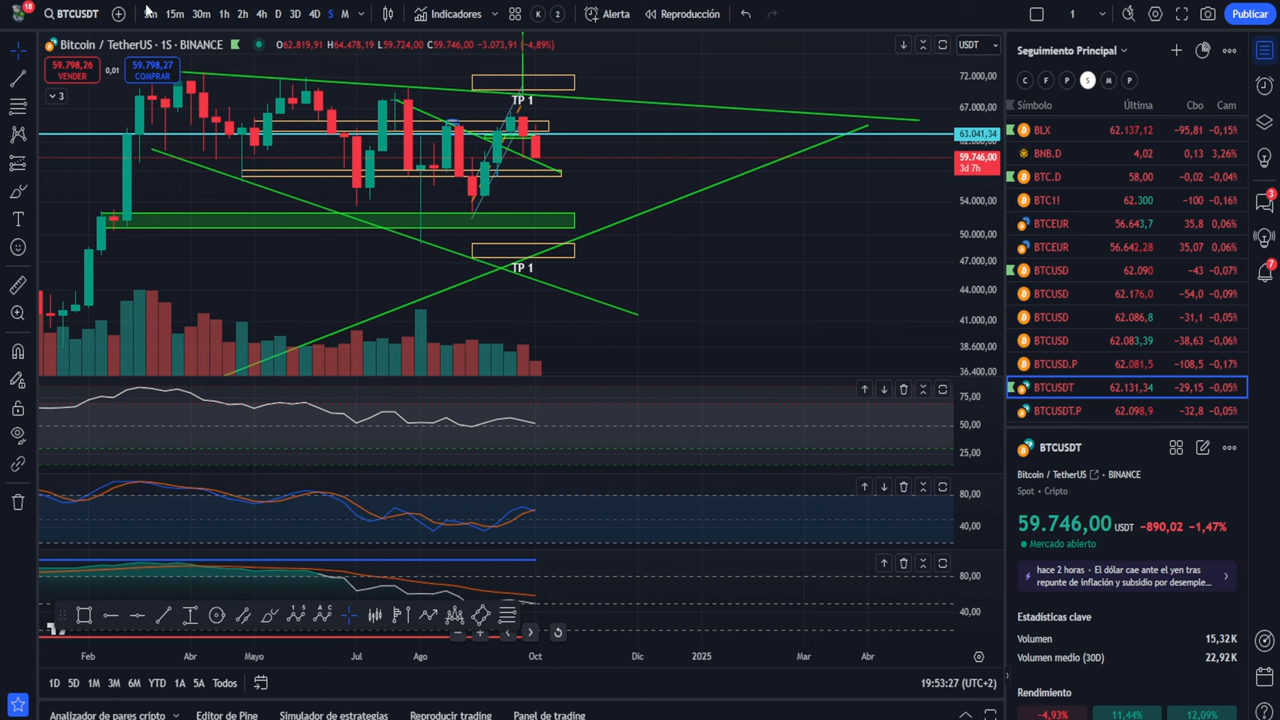 18
BTCUSDT
15m 30m 1h 2h 4h D 3D 4D S M
Indicadores
K
2
Alerta
Reproducción
1
Publicar
Bitcoin / TetherUS · 1S · BINANCE
O62.819,91 H64.478,19 L59.724,00 C59.746,00 −3.073,91 (−4,89%)
USDT
59.798,26
VENDER
0,01
59.798,27
COMPRAR
3
TP 1
TP 1
72.000,00
67.000,00
63.041,34
59.746,00
3d 7h
54.000,00
50.000,00
47.000,00
44.000,00
41.000,00
38.600,00
36.400,00
75,00
50,00
25,00
80,00
40,00
80,00
40,00
Feb Abr Mayo Jul Ago Oct Dic 2025 Mar Abr
1D 5D 1M 3M 6M YTD 1A 5A Todos
19:53:27 (UTC+2)
Analizador de pares cripto
Editor de Pine
Simulador de estrategias
Reproducir trading
Panel de trading
Seguimiento Principal
C F P S M P
Símbolo Última Cbo Cam
BLX 62.137,12 −95,81 −0,15%
BNB.D 4,02 0,13 3,26%
BTC.D 58,00 −0,02 −0,04%
BTC1! 62.300 −100 −0,16%
BTCEUR 56.643,7 35,8 0,06%
BTCEUR 56.642,28 35,07 0,06%
BTCUSD 62.090 −43 −0,07%
BTCUSD 62.176,0 −54,0 −0,09%
BTCUSD 62.086,8 −31,1 −0,05%
BTCUSD 62.083,39 −38,63 −0,06%
BTCUSD.P 62.081,5 −108,5 −0,17%
BTCUSDT 62.131,34 −29,15 −0,05%
BTCUSDT.P 62.098,9 −32,8 −0,05%
BTCUSDT
Bitcoin / TetherUS · BINANCE
Spot · Cripto
59.746,00 USDT −890,02 −1,47%
Mercado abierto
hace 2 horas · El dólar cae ante el yen tras
repunte de inflación y subsidio por desemple...
Estadísticas clave
Volumen 15,32K
Volumen medio (30D) 22,92K
Rendimiento
−4,93% 11,44% 12,09%
3
7